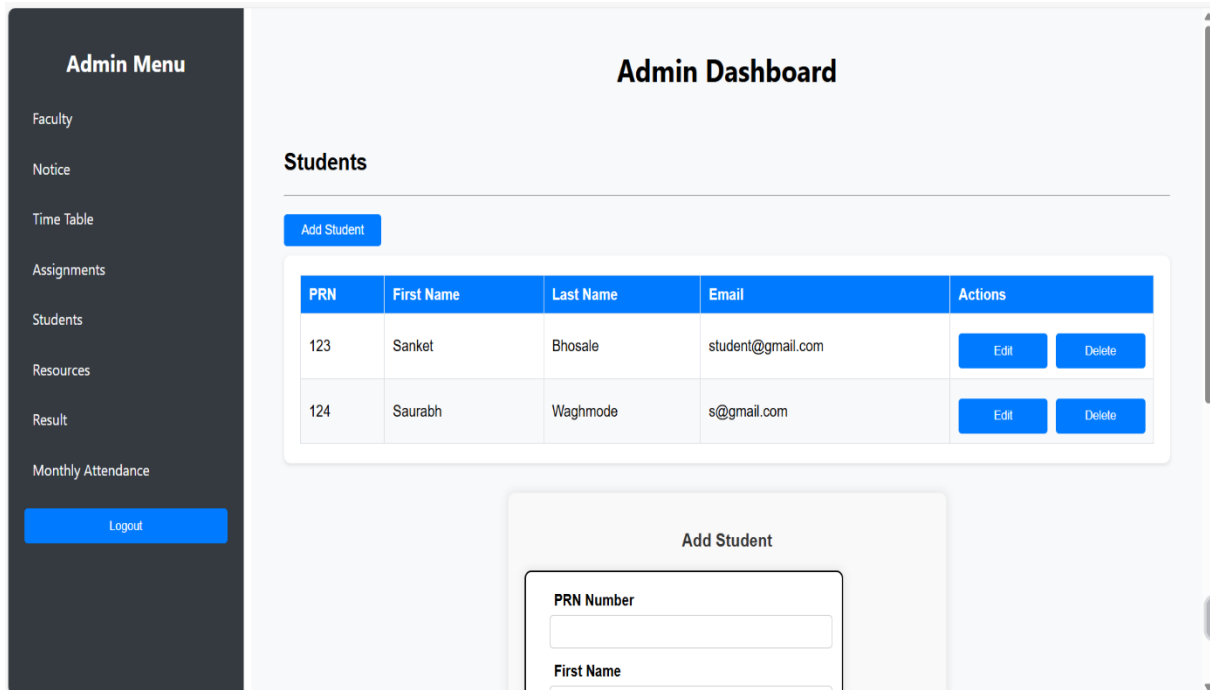 Admin Menu
Faculty
Notice
Time Table
Assignments
Students
Resources
Result
Monthly Attendance
Logout
Admin Dashboard
Students
Add Student
PRN First Name Last Name Email Actions
123 Sanket Bhosale student@gmail.com Edit Delete
124 Saurabh Waghmode s@gmail.com Edit Delete
Add Student
PRN Number
First Name